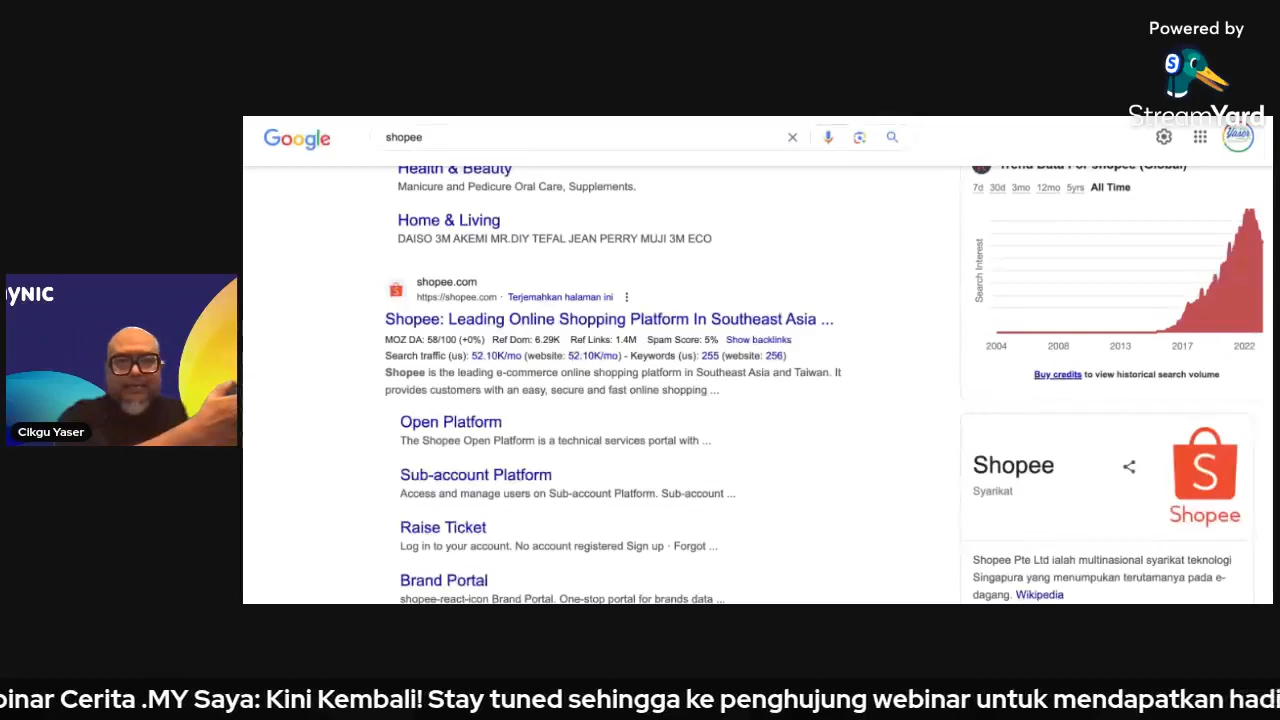 Powered by
StreamYard
Google
shopee
Yaser
Health & Beauty
Manicure and Pedicure Oral Care, Supplements.
Home & Living
DAISO 3M AKEMI MR.DIY TEFAL JEAN PERRY MUJI 3M ECO
shopee.com
https://shopee.com · Terjemahkan halaman ini
Shopee: Leading Online Shopping Platform In Southeast Asia ...
MOZ DA: 58/100 (+0%) Ref Dom: 6.29K Ref Links: 1.4M Spam Score: 5% Show backlinks
Search traffic (us): 52.10K/mo (website: 52.10K/mo) - Keywords (us): 255 (website: 256)
Shopee is the leading e-commerce online shopping platform in Southeast Asia and Taiwan. It
provides customers with an easy, secure and fast online shopping ...
Open Platform
The Shopee Open Platform is a technical services portal with ...
Sub-account Platform
Access and manage users on Sub-account Platform. Sub-account ...
Raise Ticket
Log in to your account. No account registered Sign up · Forgot ...
Brand Portal
shopee-react-icon Brand Portal. One-stop portal for brands data ...
Trend Data For shopee (Global)
7d 30d 3mo 12mo 5yrs All Time
Search Interest
2004 2008 2013 2017 2022
Buy credits to view historical search volume
Shopee
Syarikat
Shopee
Shopee Pte Ltd ialah multinasional syarikat teknologi
Singapura yang menumpukan terutamanya pada e-
dagang. Wikipedia
YNIC
Cikgu Yaser
binar Cerita .MY Saya: Kini Kembali! Stay tuned sehingga ke penghujung webinar untuk mendapatkan hadi